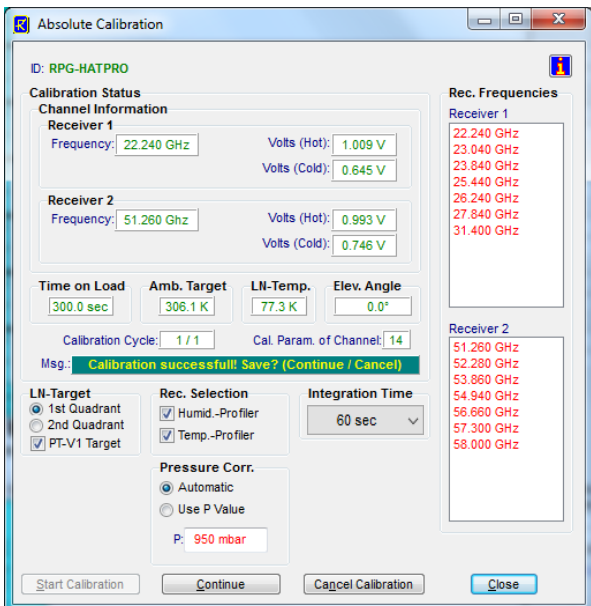 Absolute Calibration
ID: RPG-HATPRO
Calibration Status
Channel Information
Receiver 1
Frequency: 22.240 GHz
Volts (Hot): 1.009 V
Volts (Cold): 0.645 V
Receiver 2
Frequency: 51.260 Ghz
Volts (Hot): 0.993 V
Volts (Cold): 0.746 V
Time on Load Amb. Target LN-Temp. Elev. Angle
300.0 sec 306.1 K 77.3 K 0.0°
Calibration Cycle: 1 / 1 Cal. Param. of Channel: 14
Msg.: Calibration successfull! Save? (Continue / Cancel)
LN-Target
1st Quadrant
2nd Quadrant
PT-V1 Target
Rec. Selection
Humid.-Profiler
Temp.-Profiler
Integration Time
60 sec
Pressure Corr.
Automatic
Use P Value
P: 950 mbar
Rec. Frequencies
Receiver 1
22.240 GHz
23.040 GHz
23.840 GHz
25.440 GHz
26.240 GHz
27.840 GHz
31.400 GHz
Receiver 2
51.260 GHz
52.280 GHz
53.860 GHz
54.940 GHz
56.660 GHz
57.300 GHz
58.000 GHz
Start Calibration Continue Cancel Calibration Close